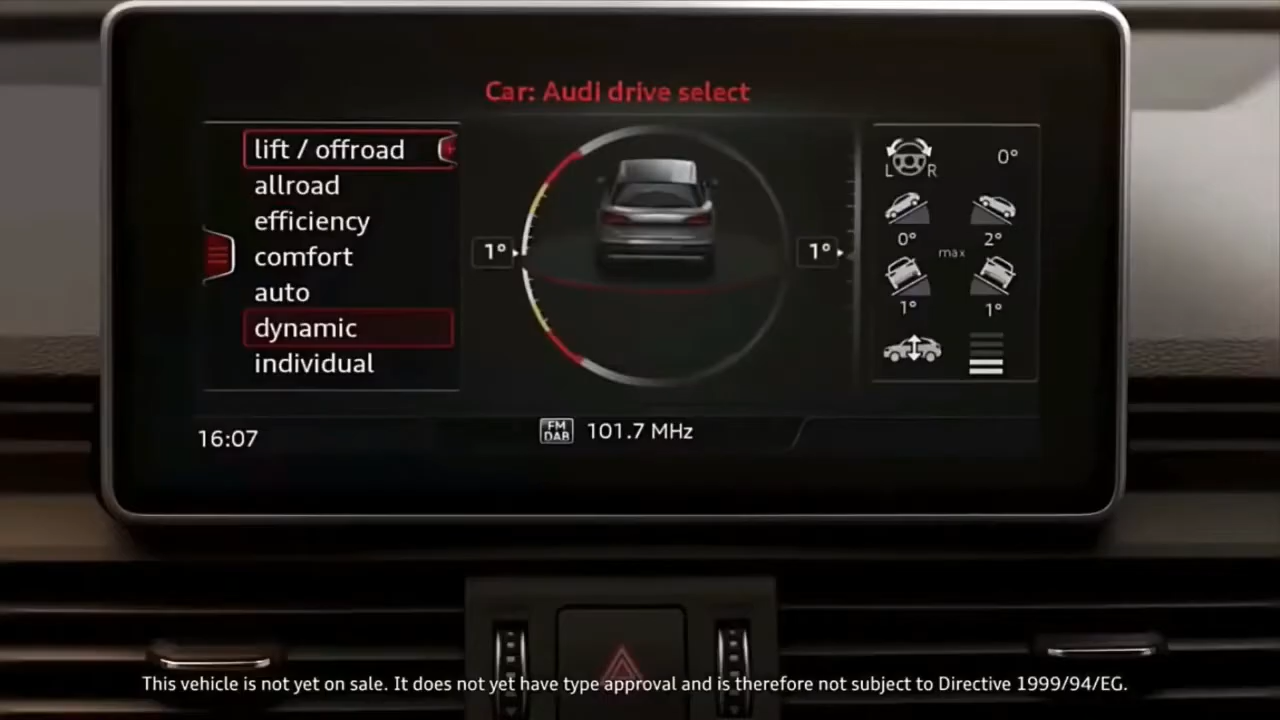 Car: Audi drive select
lift / offroad
allroad
efficiency
comfort
auto
dynamic
individual
1°
1°
L R 0°
0° max 2°
1° 1°
16:07
FM
DAB
101.7 MHz
This vehicle is not yet on sale. It does not yet have type approval and is therefore not subject to Directive 1999/94/EG.